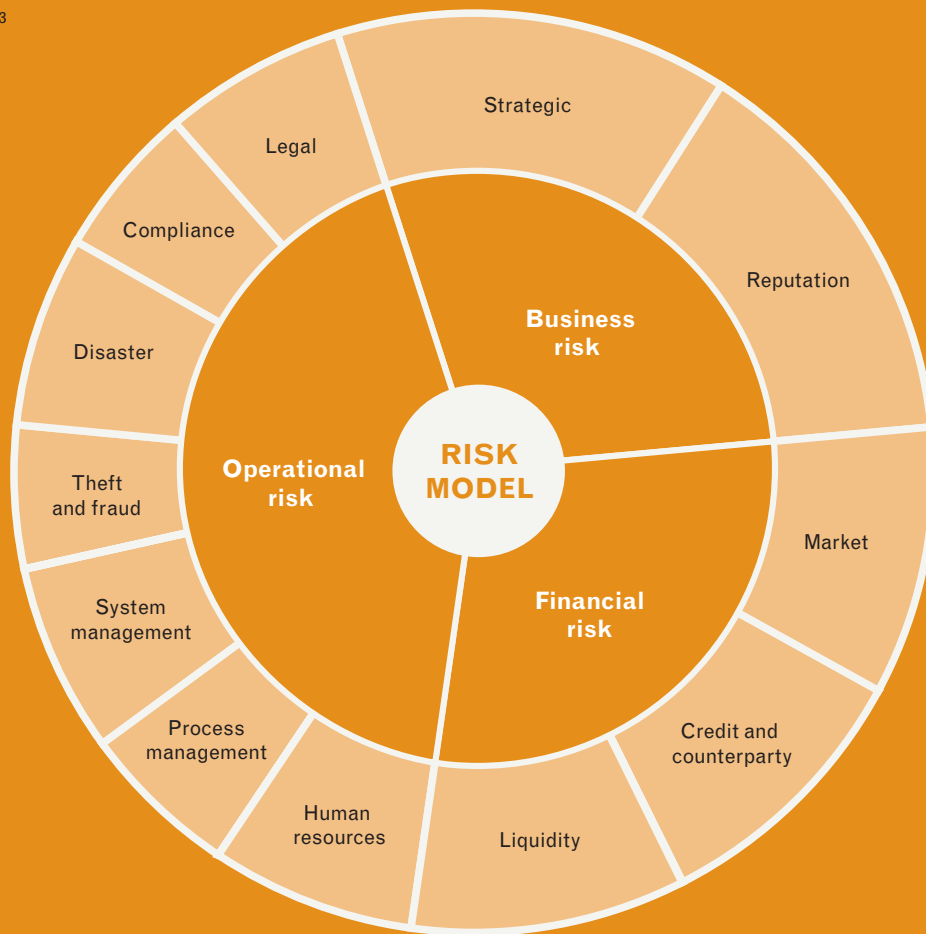 3
Strategic
Legal
Compliance
Reputation
Business
risk
Disaster
RISK
MODEL
Operational
risk
Theft
and fraud
Market
Financial
risk
System
management
Process
management
Credit and
counterparty
Human
resources
Liquidity